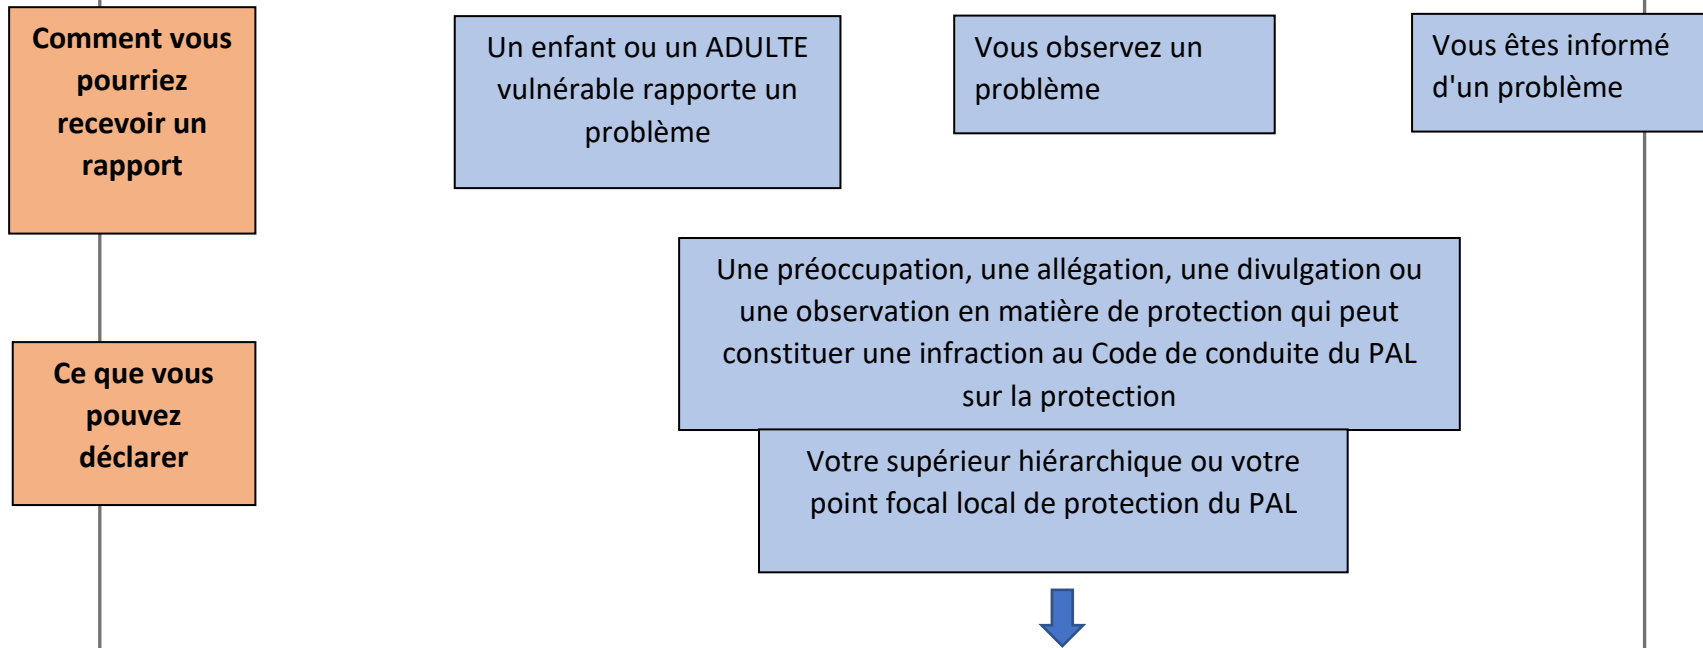 Comment vous
pourriez
recevoir un
rapport
Un enfant ou un ADULTE
vulnérable rapporte un
problème
Vous observez un
problème
Vous êtes informé
d'un problème
Une préoccupation, une allégation, une divulgation ou
une observation en matière de protection qui peut
constituer une infraction au Code de conduite du PAL
sur la protection
Ce que vous
pouvez
déclarer
Votre supérieur hiérarchique ou votre
point focal local de protection du PAL